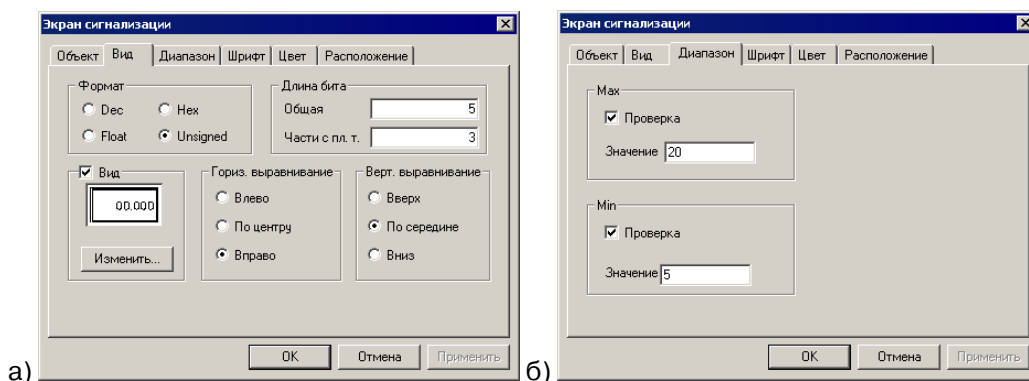 Экран сигнализации
Объект Вид Диапазон Шрифт Цвет Расположение
Формат
Dec Hex
Float Unsigned
Длина бита
Общая 5
Части с пл. т. 3
Вид
00.000
Изменить...
Гориз. выравнивание
Влево
По центру
Вправо
Верт. выравнивание
Вверх
По середине
Вниз
OK Отмена Применить
а)
Экран сигнализации
Объект Вид Диапазон Шрифт Цвет Расположение
Max
Проверка
Значение 20
Min
Проверка
Значение 5
OK Отмена Применить
б)